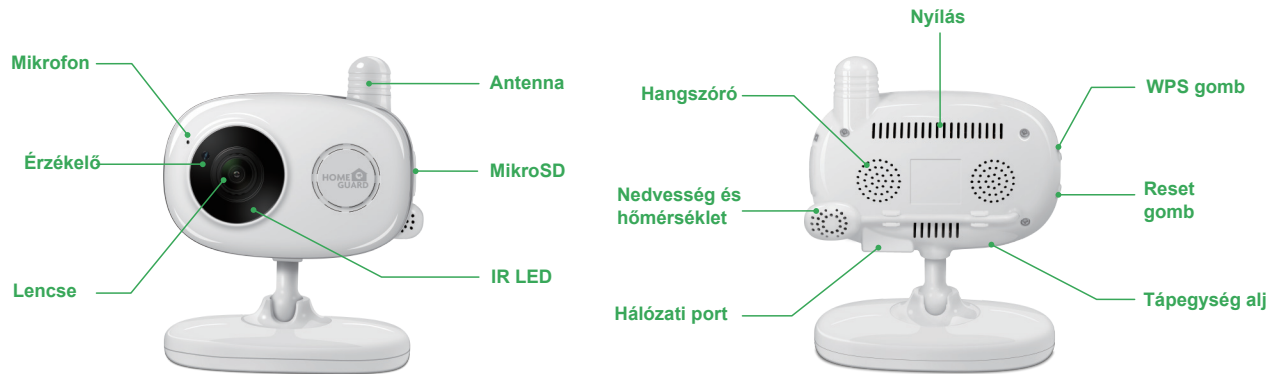 Mikrofon
Érzékelő
Lencse
Antenna
MikroSD
IR LED
HOME
GUARD
Nyílás
Hangszóró
Nedvesség és
hőmérséklet
Hálózati port
WPS gomb
Reset
gomb
Tápegység alj